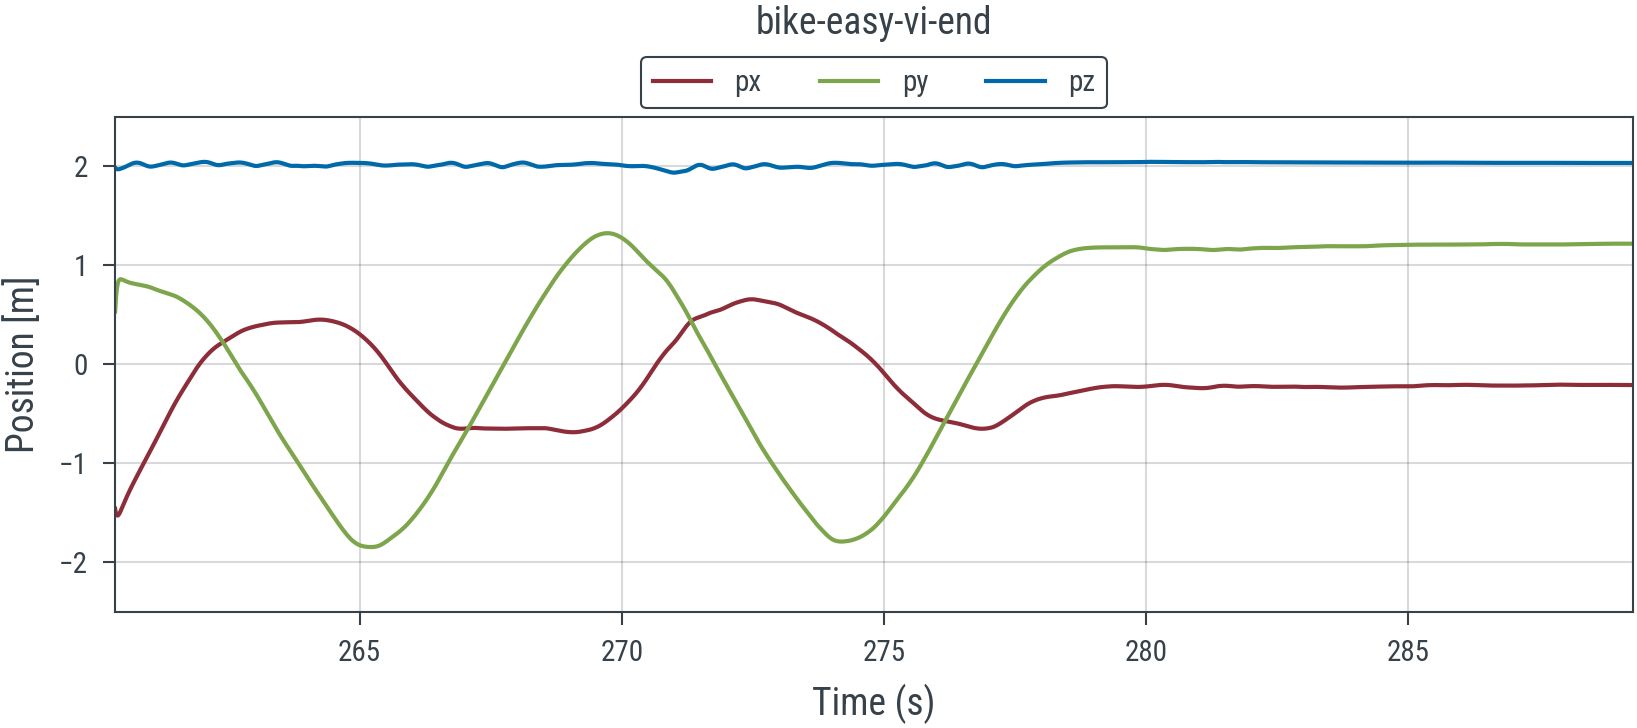 bike-easy-vi-end
px py pz
Position [m]
2
1
0
−1
−2
265 270 275 280 285
Time (s)